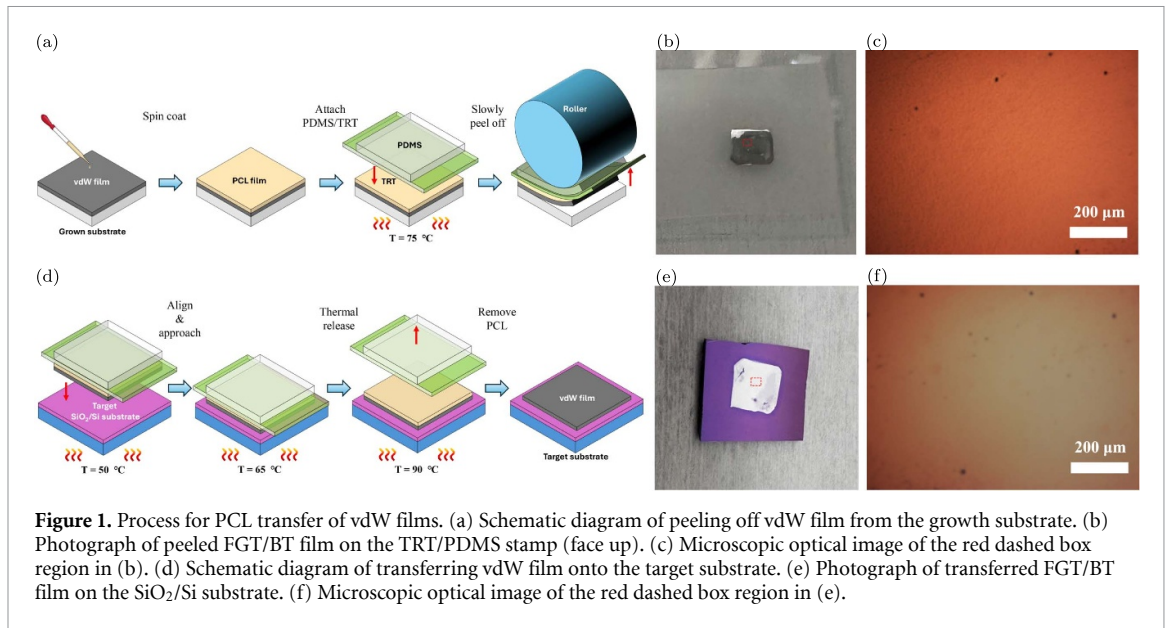 (a)
Spin coat
Attach
PDMS/TRT
Slowly
peel off
vdW film
Grown substrate
PCL film
PDMS
TRT
T = 75 °C
Roller
(b)
(c)
200 µm
(d)
Align
&
approach
Thermal
release
Remove
PCL
Target
SiO₂/Si substrate
T = 50 °C
T = 65 °C
T = 90 °C
vdW film
Target substrate
(e)
(f)
200 µm
Figure 1. Process for PCL transfer of vdW films. (a) Schematic diagram of peeling off vdW film from the growth substrate. (b)
Photograph of peeled FGT/BT film on the TRT/PDMS stamp (face up). (c) Microscopic optical image of the red dashed box
region in (b). (d) Schematic diagram of transferring vdW film onto the target substrate. (e) Photograph of transferred FGT/BT
film on the SiO₂/Si substrate. (f) Microscopic optical image of the red dashed box region in (e).